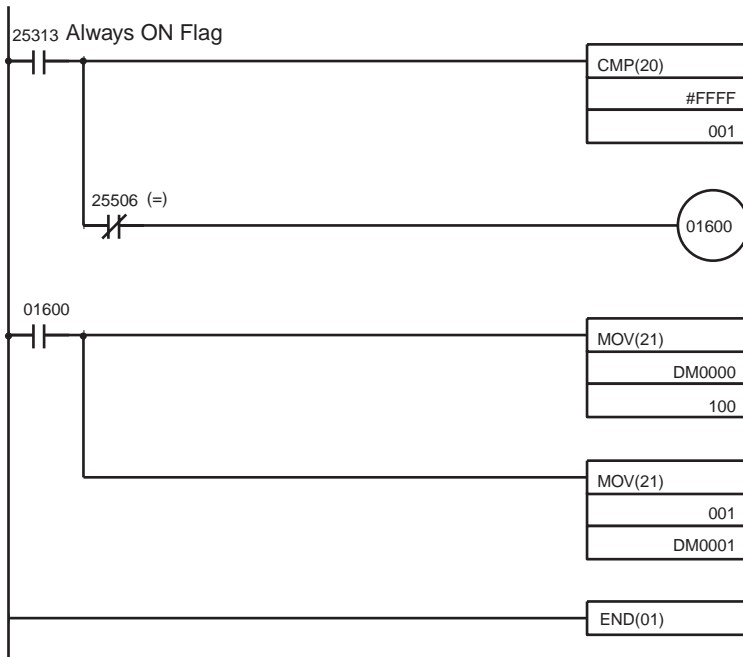 25313 Always ON Flag
CMP(20)
#FFFF
001
25506 (=)
01600
01600
MOV(21)
DM0000
100
MOV(21)
001
DM0001
END(01)